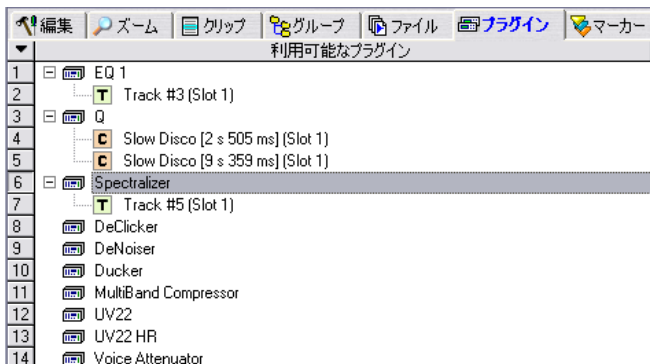 編集 ズーム クリップ グループ ファイル プラグイン マーカー
利用可能なプラグイン
1 EQ 1
2 T Track #3 (Slot 1)
3 Q
4 C Slow Disco [2 s 505 ms] (Slot 1)
5 C Slow Disco [9 s 359 ms] (Slot 1)
6 Spectralizer
7 T Track #5 (Slot 1)
8 DeClicker
9 DeNoiser
10 Ducker
11 MultiBand Compressor
12 UV22
13 UV22 HR
14 Voice Attenuator